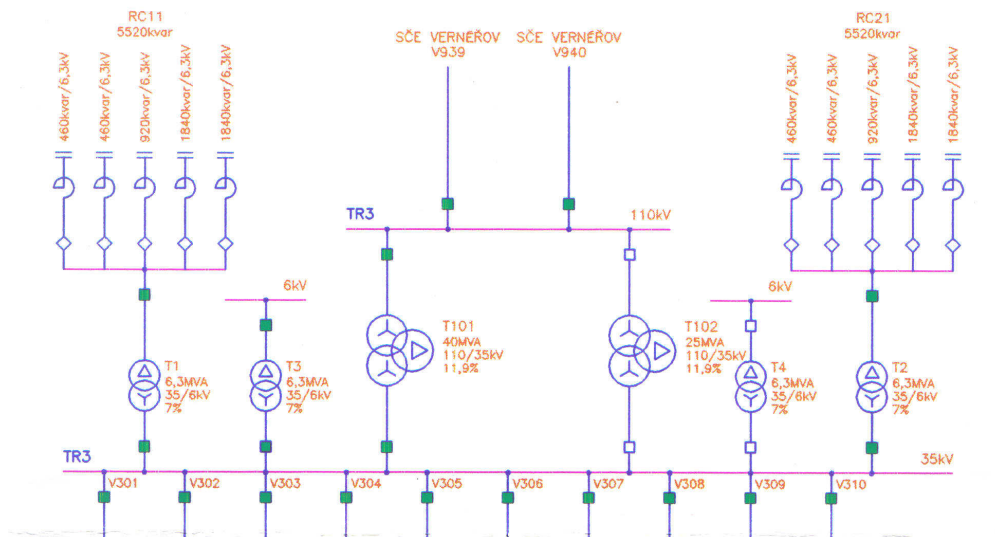 RC11
5520kvar
460kvar/6,3kV
460kvar/6,3kV
920kvar/6,3kV
1840kvar/6,3kV
1840kvar/6,3kV
SČE VERNÉŘOV
V939
SČE VERNÉŘOV
V940
RC21
5520kvar
460kvar/6,3kV
460kvar/6,3kV
920kvar/6,3kV
1840kvar/6,3kV
1840kvar/6,3kV
TR3
110kV
6kV
6kV
T1
6,3MVA
35/6kV
7%
T3
6,3MVA
35/6kV
7%
T101
40MVA
110/35kV
11,9%
T102
25MVA
110/35kV
11,9%
T4
6,3MVA
35/6kV
7%
T2
6,3MVA
35/6kV
7%
TR3
35kV
V301
V302
V303
V304
V305
V306
V307
V308
V309
V310